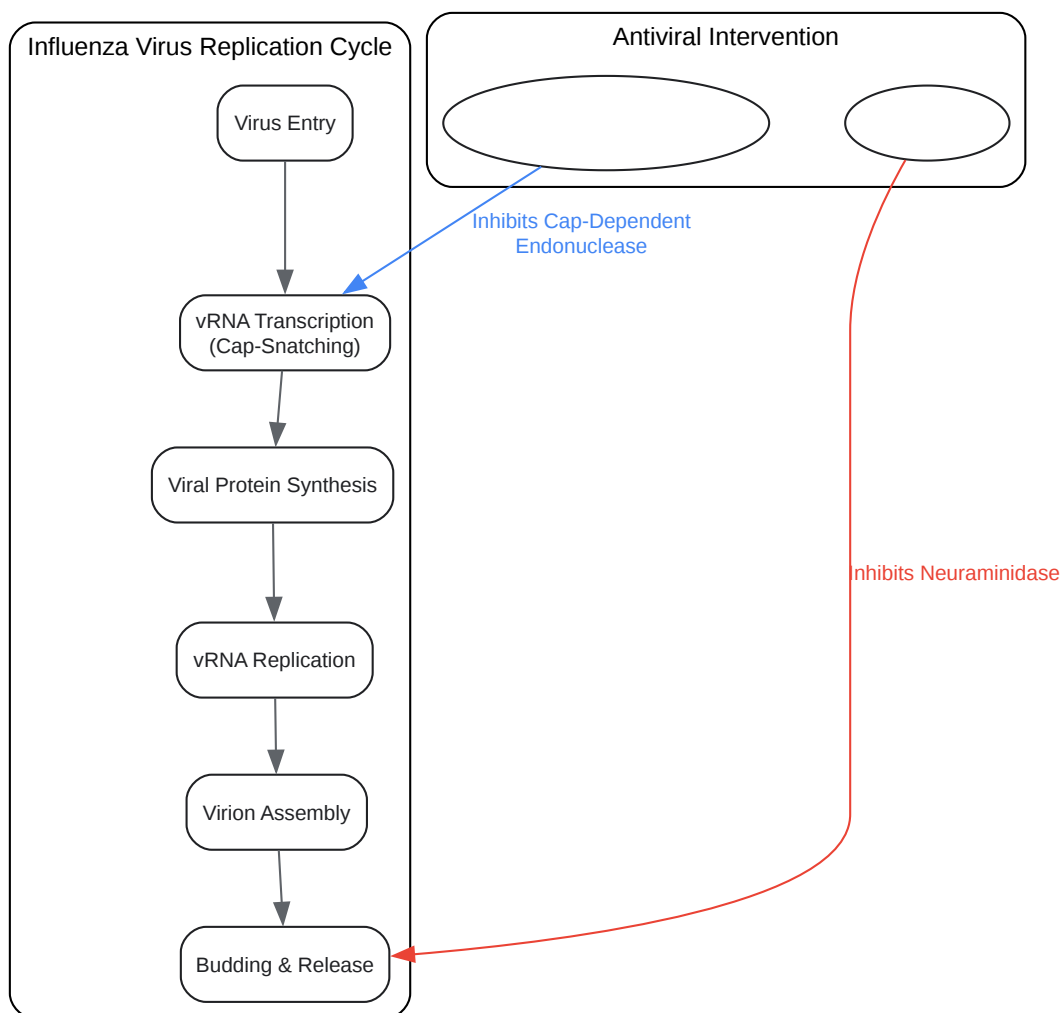 Influenza Virus Replication Cycle
Antiviral Intervention
Virus Entry
Inhibits Cap-Dependent
Endonuclease
vRNA Transcription
(Cap-Snatching)
Viral Protein Synthesis
Inhibits Neuraminidase
vRNA Replication
Virion Assembly
Budding & Release